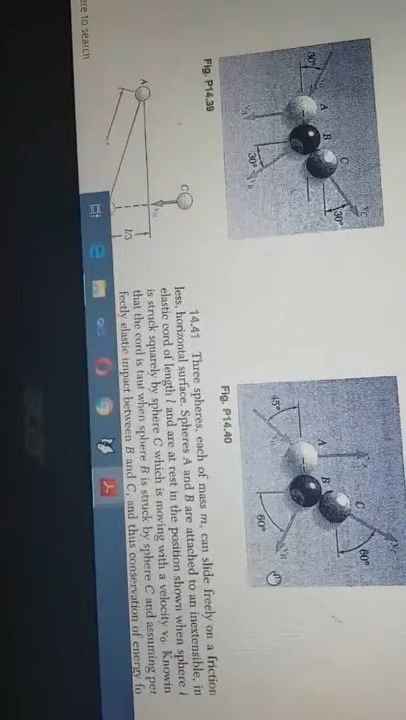 Fig. P14.39
Fig. P14.40
30°
A
B
C
30°
30°
45°
A
B
C
60°
60°
A
C
l/3
14.41 Three spheres, each of mass m, can slide freely on a friction
less, horizontal surface. Spheres A and B are attached to an inextensible, in
elastic cord of length l and are at rest in the position shown when sphere
is struck squarely by sphere C which is moving with a velocity v₀. Knowin
that the cord is taut when sphere B is struck by sphere C and assuming per
fectly elastic impact between B and C, and thus conservation of energy fo
ere to search